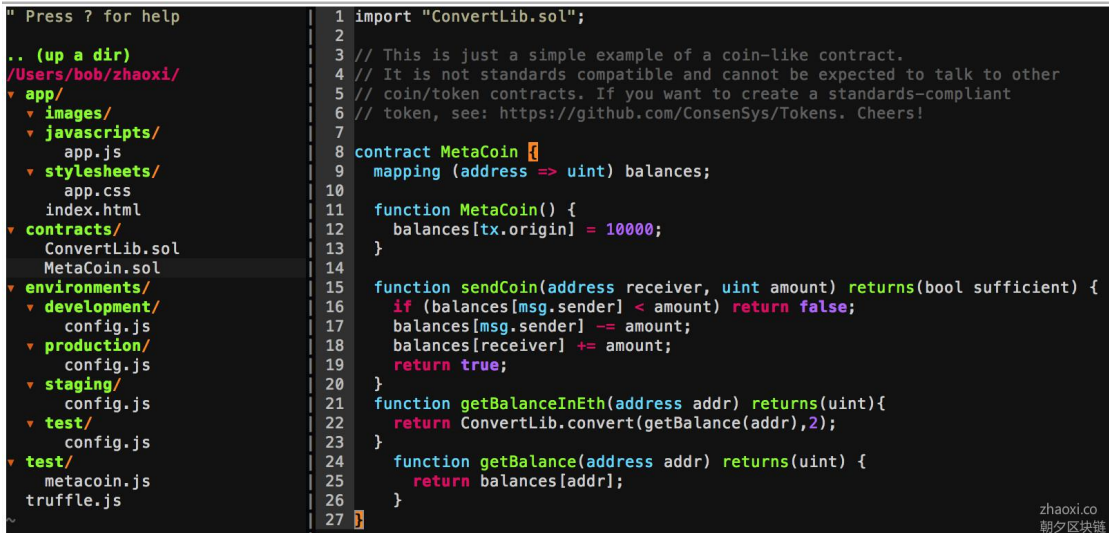 " Press ? for help
.. (up a dir)
/Users/bob/zhaoxi/
▾ app/
▾ images/
▾ javascripts/
app.js
▾ stylesheets/
app.css
index.html
▾ contracts/
ConvertLib.sol
MetaCoin.sol
▾ environments/
▾ development/
config.js
▾ production/
config.js
▾ staging/
config.js
▾ test/
config.js
▾ test/
metacoin.js
truffle.js
~
1 import "ConvertLib.sol";
2
3 // This is just a simple example of a coin-like contract.
4 // It is not standards compatible and cannot be expected to talk to other
5 // coin/token contracts. If you want to create a standards-compliant
6 // token, see: https://github.com/ConsenSys/Tokens. Cheers!
7
8 contract MetaCoin {
9   mapping (address => uint) balances;
10
11   function MetaCoin() {
12     balances[tx.origin] = 10000;
13   }
14
15   function sendCoin(address receiver, uint amount) returns(bool sufficient) {
16     if (balances[msg.sender] < amount) return false;
17     balances[msg.sender] -= amount;
18     balances[receiver] += amount;
19     return true;
20   }
21   function getBalanceInEth(address addr) returns(uint){
22     return ConvertLib.convert(getBalance(addr),2);
23   }
24     function getBalance(address addr) returns(uint) {
25       return balances[addr];
26     }
27 }
zhaoxi.co
朝夕区块链